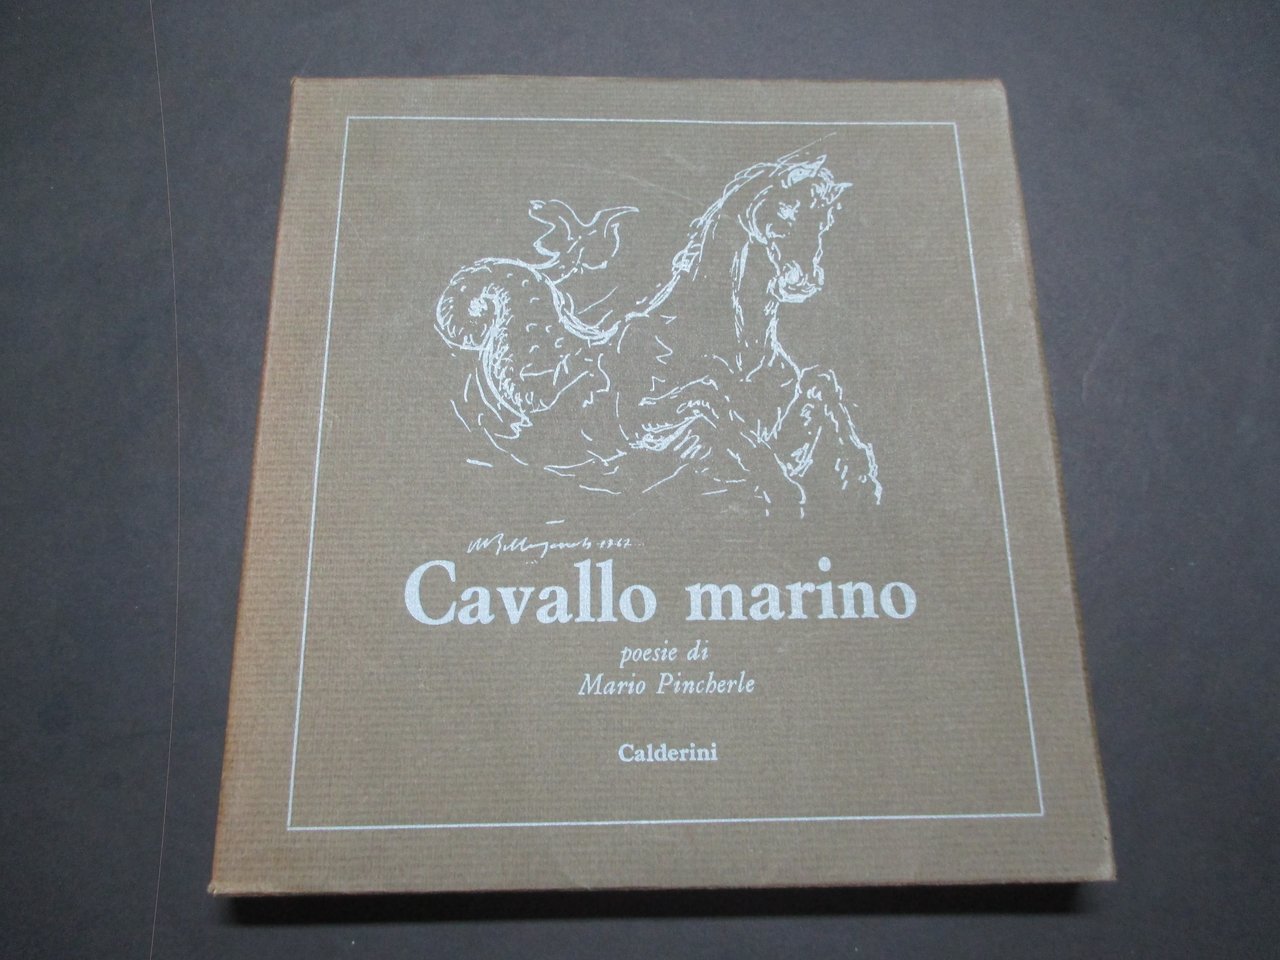 Cavallo marino
poesie di
Mario Pincherle
Calderini